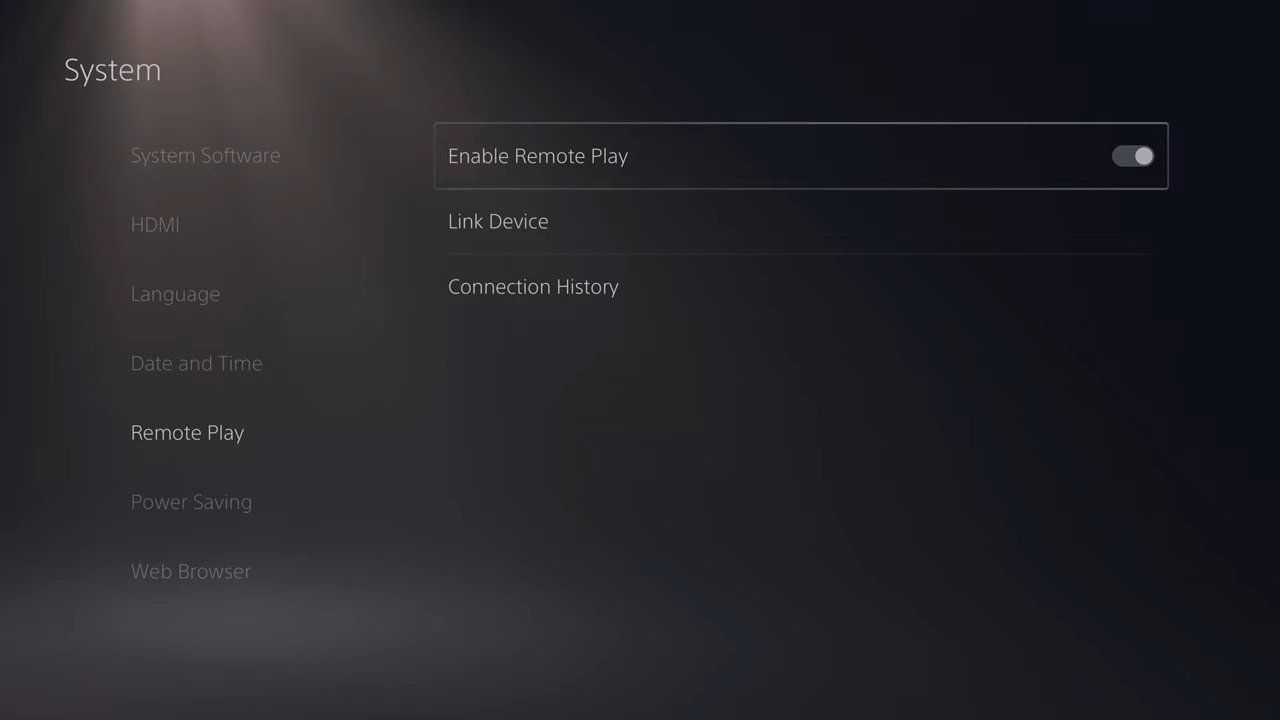 System
System Software
HDMI
Language
Date and Time
Remote Play
Power Saving
Web Browser
Enable Remote Play
Link Device
Connection History